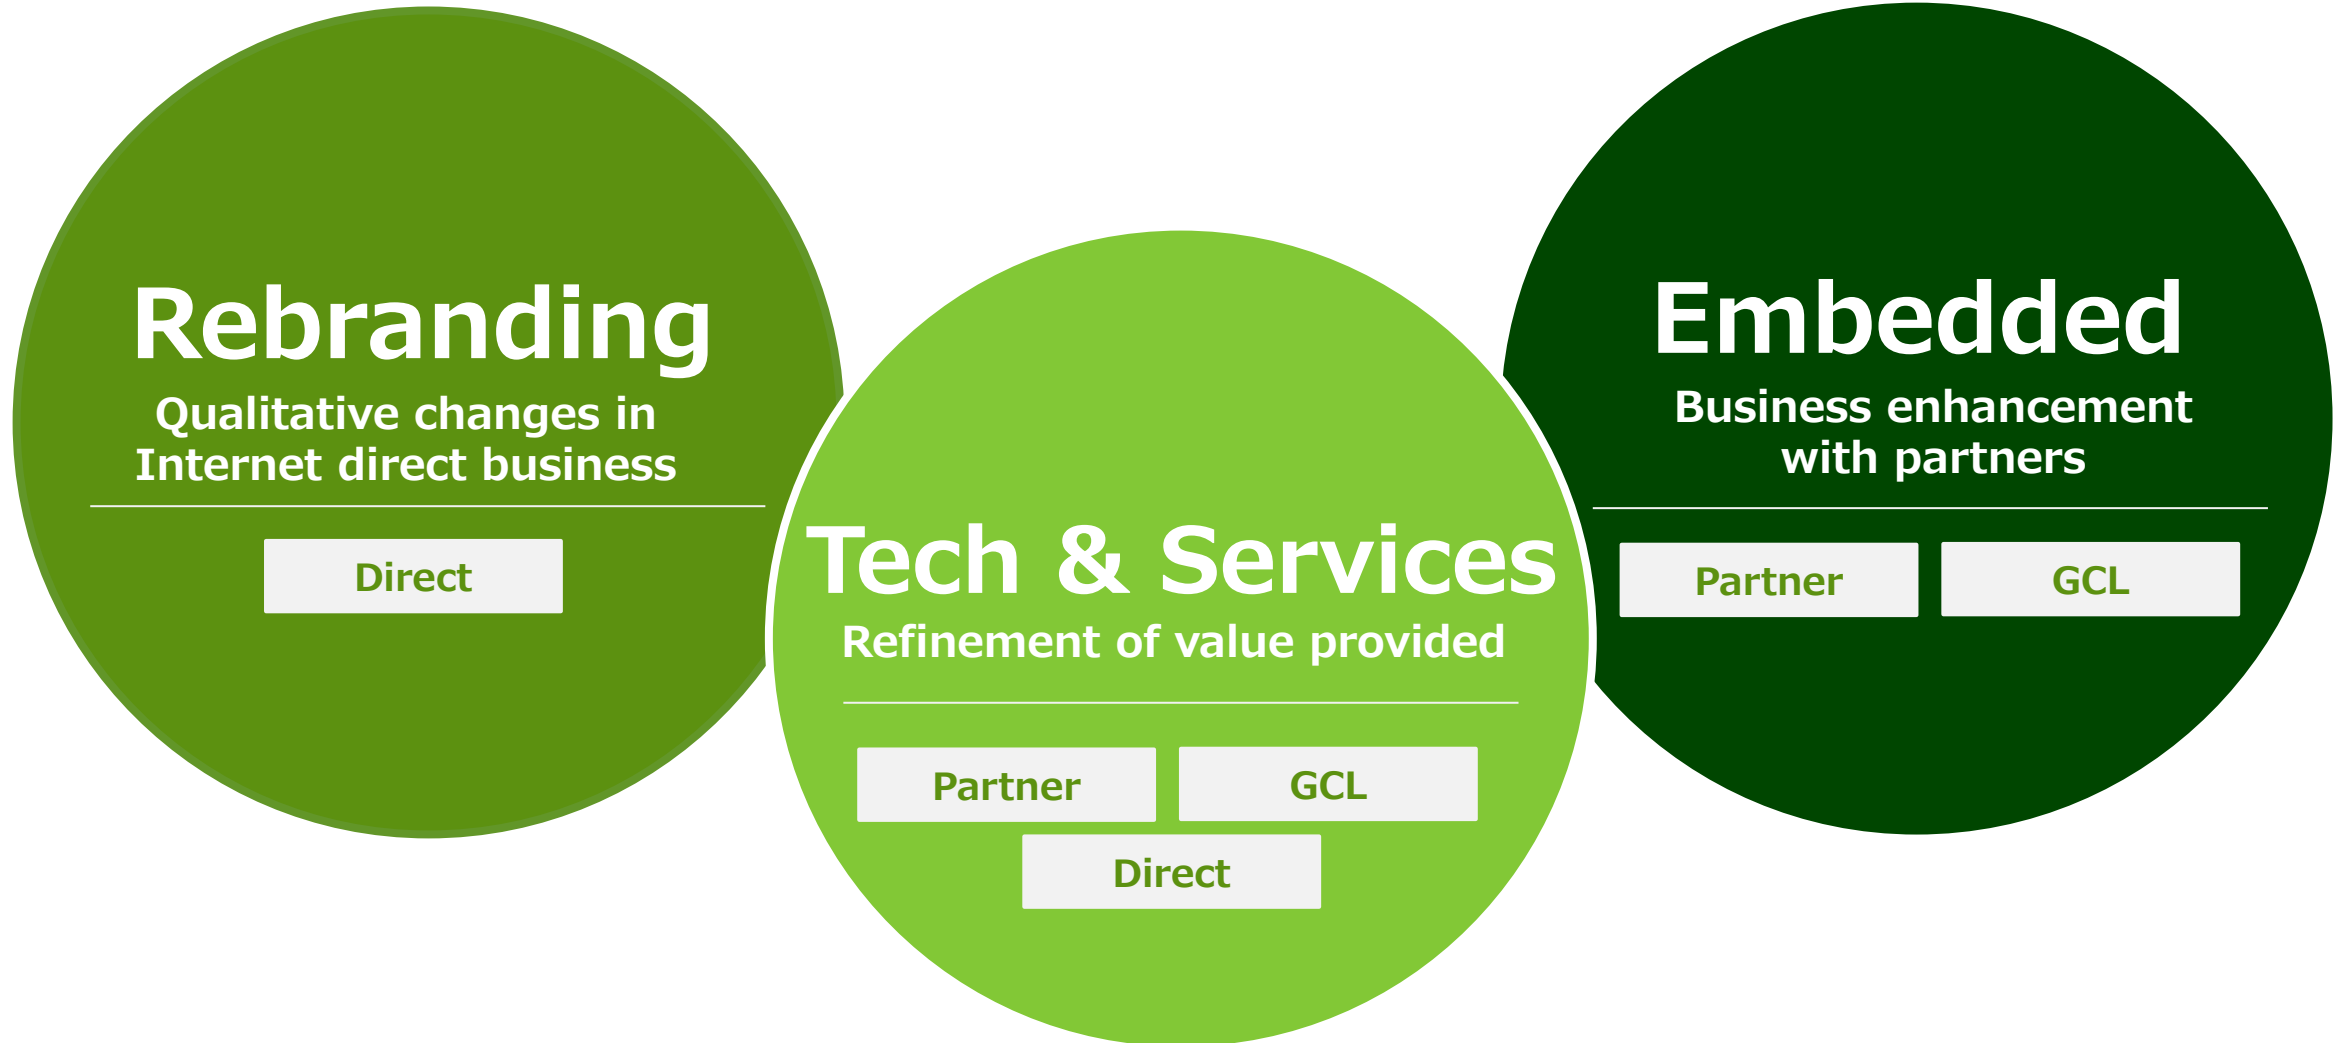 Rebranding
Qualitative changes in
Internet direct business
Direct
Tech & Services
Refinement of value provided
Partner
GCL
Direct
Embedded
Business enhancement
with partners
Partner
GCL